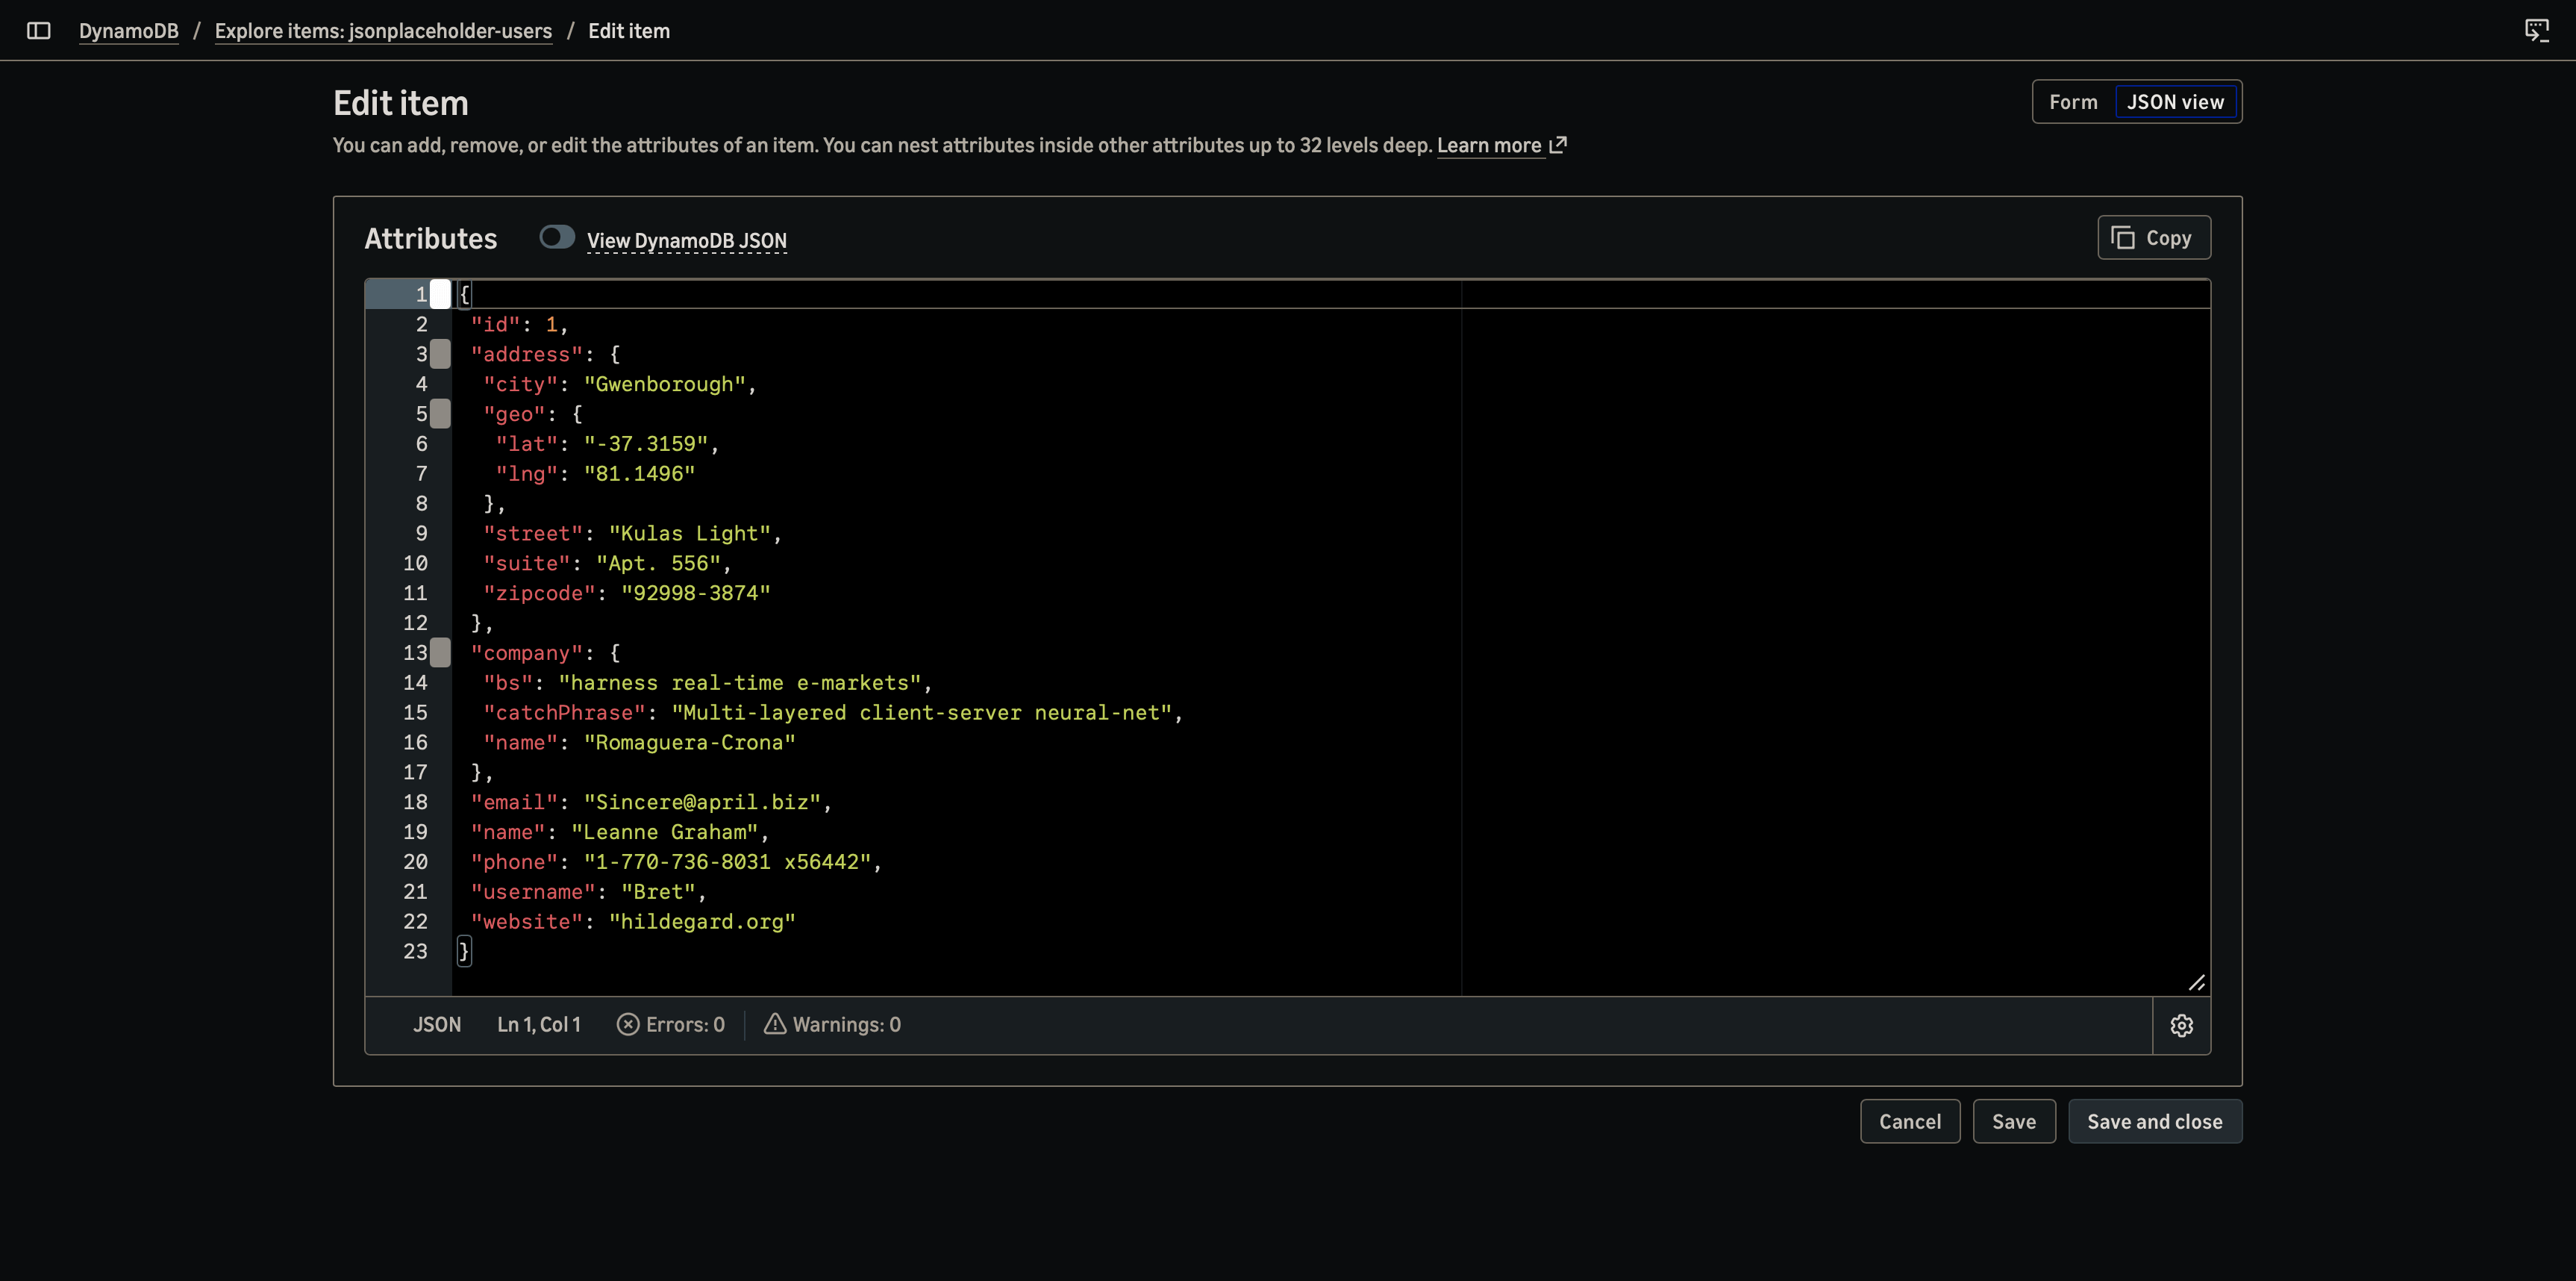 DynamoDB / Explore items: jsonplaceholder-users / Edit item
Edit item
Form JSON view
You can add, remove, or edit the attributes of an item. You can nest attributes inside other attributes up to 32 levels deep. Learn more
Attributes View DynamoDB JSON Copy
1 {
2 "id": 1,
3 "address": {
4 "city": "Gwenborough",
5 "geo": {
6 "lat": "-37.3159",
7 "lng": "81.1496"
8 },
9 "street": "Kulas Light",
10 "suite": "Apt. 556",
11 "zipcode": "92998-3874"
12 },
13 "company": {
14 "bs": "harness real-time e-markets",
15 "catchPhrase": "Multi-layered client-server neural-net",
16 "name": "Romaguera-Crona"
17 },
18 "email": "Sincere@april.biz",
19 "name": "Leanne Graham",
20 "phone": "1-770-736-8031 x56442",
21 "username": "Bret",
22 "website": "hildegard.org"
23 }
JSON Ln 1, Col 1 Errors: 0 Warnings: 0
Cancel Save Save and close